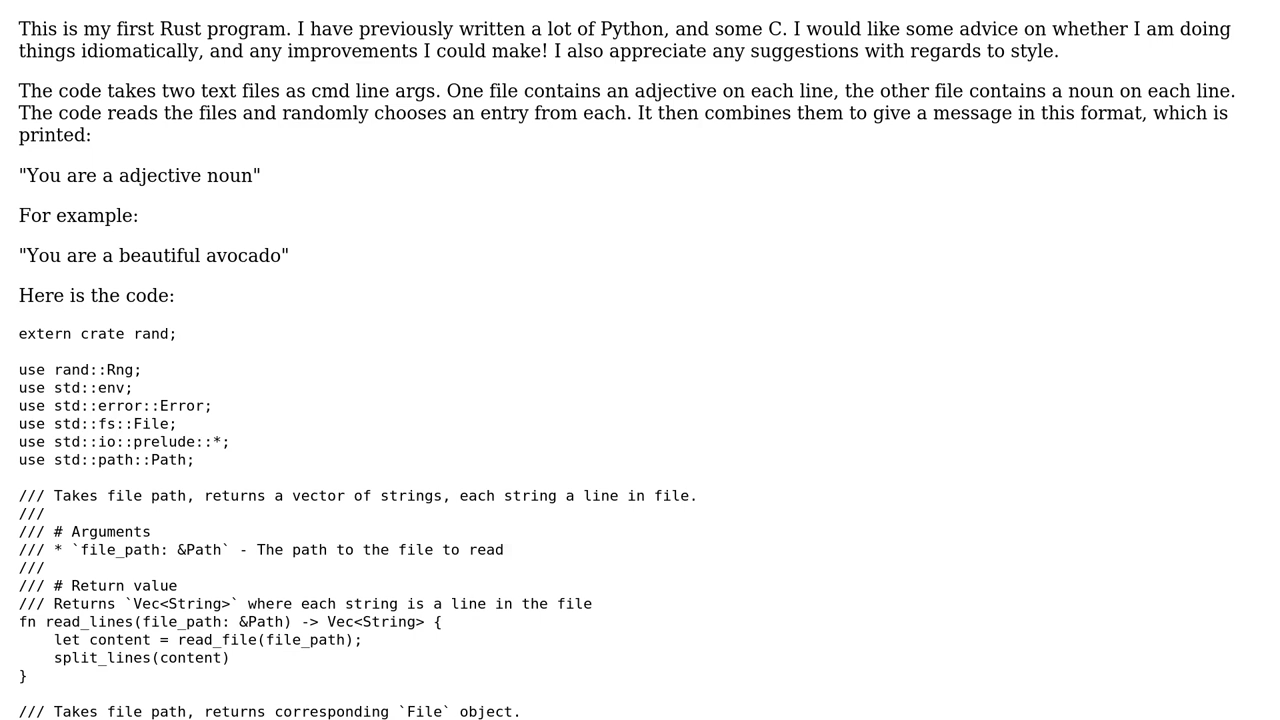 This is my first Rust program. I have previously written a lot of Python, and some C. I would like some advice on whether I am doing
things idiomatically, and any improvements I could make! I also appreciate any suggestions with regards to style.
The code takes two text files as cmd line args. One file contains an adjective on each line, the other file contains a noun on each line.
The code reads the files and randomly chooses an entry from each. It then combines them to give a message in this format, which is
printed:
"You are a adjective noun"
For example:
"You are a beautiful avocado"
Here is the code:
extern crate rand;
use rand::Rng;
use std::env;
use std::error::Error;
use std::fs::File;
use std::io::prelude::*;
use std::path::Path;
/// Takes file path, returns a vector of strings, each string a line in file.
///
/// # Arguments
/// * `file_path: &Path` - The path to the file to read
///
/// # Return value
/// Returns `Vec<String>` where each string is a line in the file
fn read_lines(file_path: &Path) -> Vec<String> {
    let content = read_file(file_path);
    split_lines(content)
}
/// Takes file path, returns corresponding `File` object.